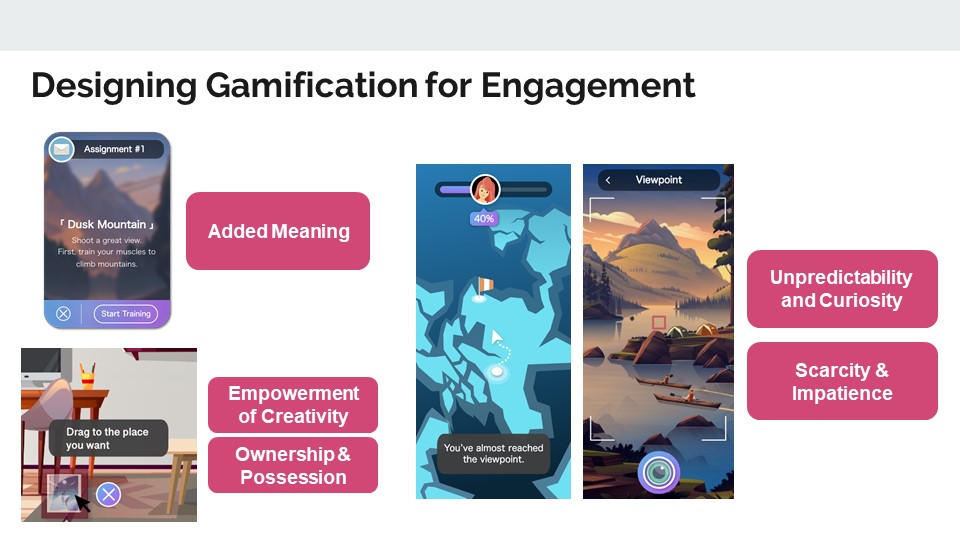 Designing Gamification for Engagement
Assignment #1
「 Dusk Mountain 」
Shoot a great view.
First, train your muscles to
climb mountains.
Start Training
Added Meaning
Drag to the place
you want
Empowerment
of Creativity
Ownership &
Possession
40%
You've almost reached
the viewpoint.
Viewpoint
Unpredictability
and Curiosity
Scarcity &
Impatience